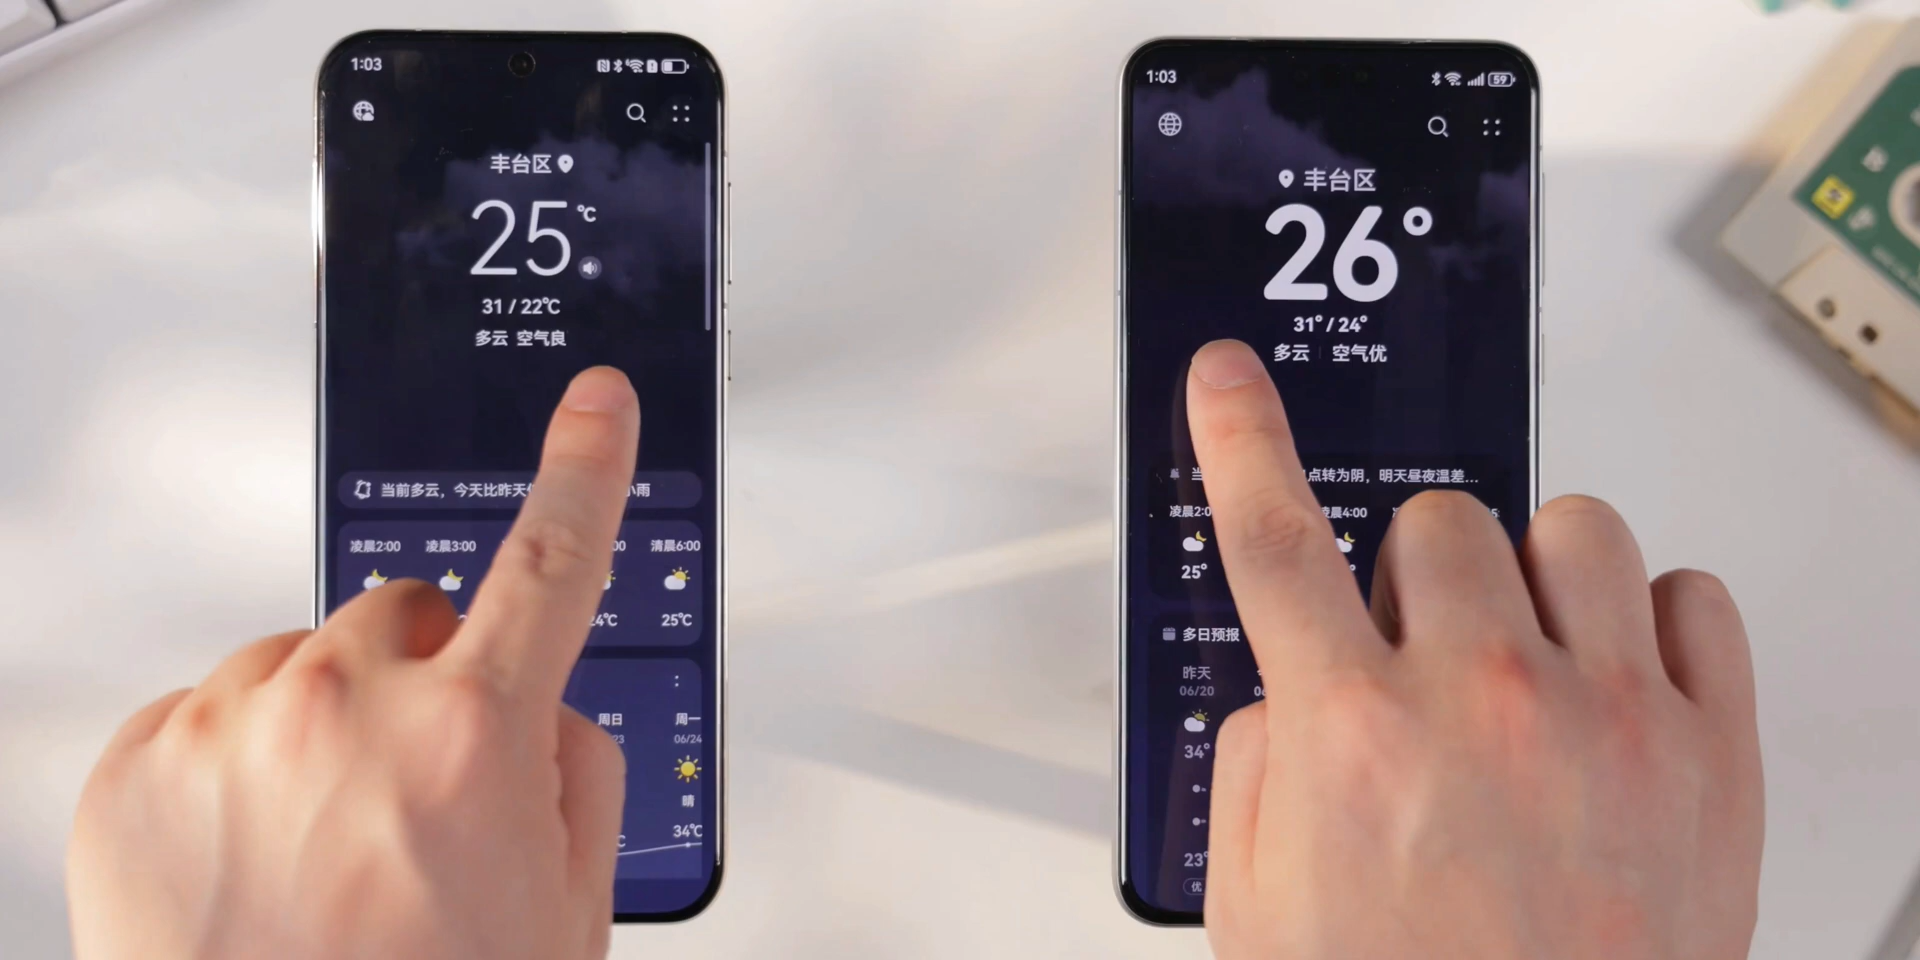 1:03
丰台区
25℃
31 / 22℃
多云 空气良
当前多云，今天比昨天
小雨
凌晨2:00 凌晨3:00 00 清晨6:00
24℃ 25℃
周日 周一
23 06/24
晴
34℃
1:03
59
丰台区
26°
31° / 24°
多云 空气优
当 点转为阴，明天昼夜温差...
凌晨2:0 凌晨4:00
25°
多日预报
昨天
06/20
34°
23°
优